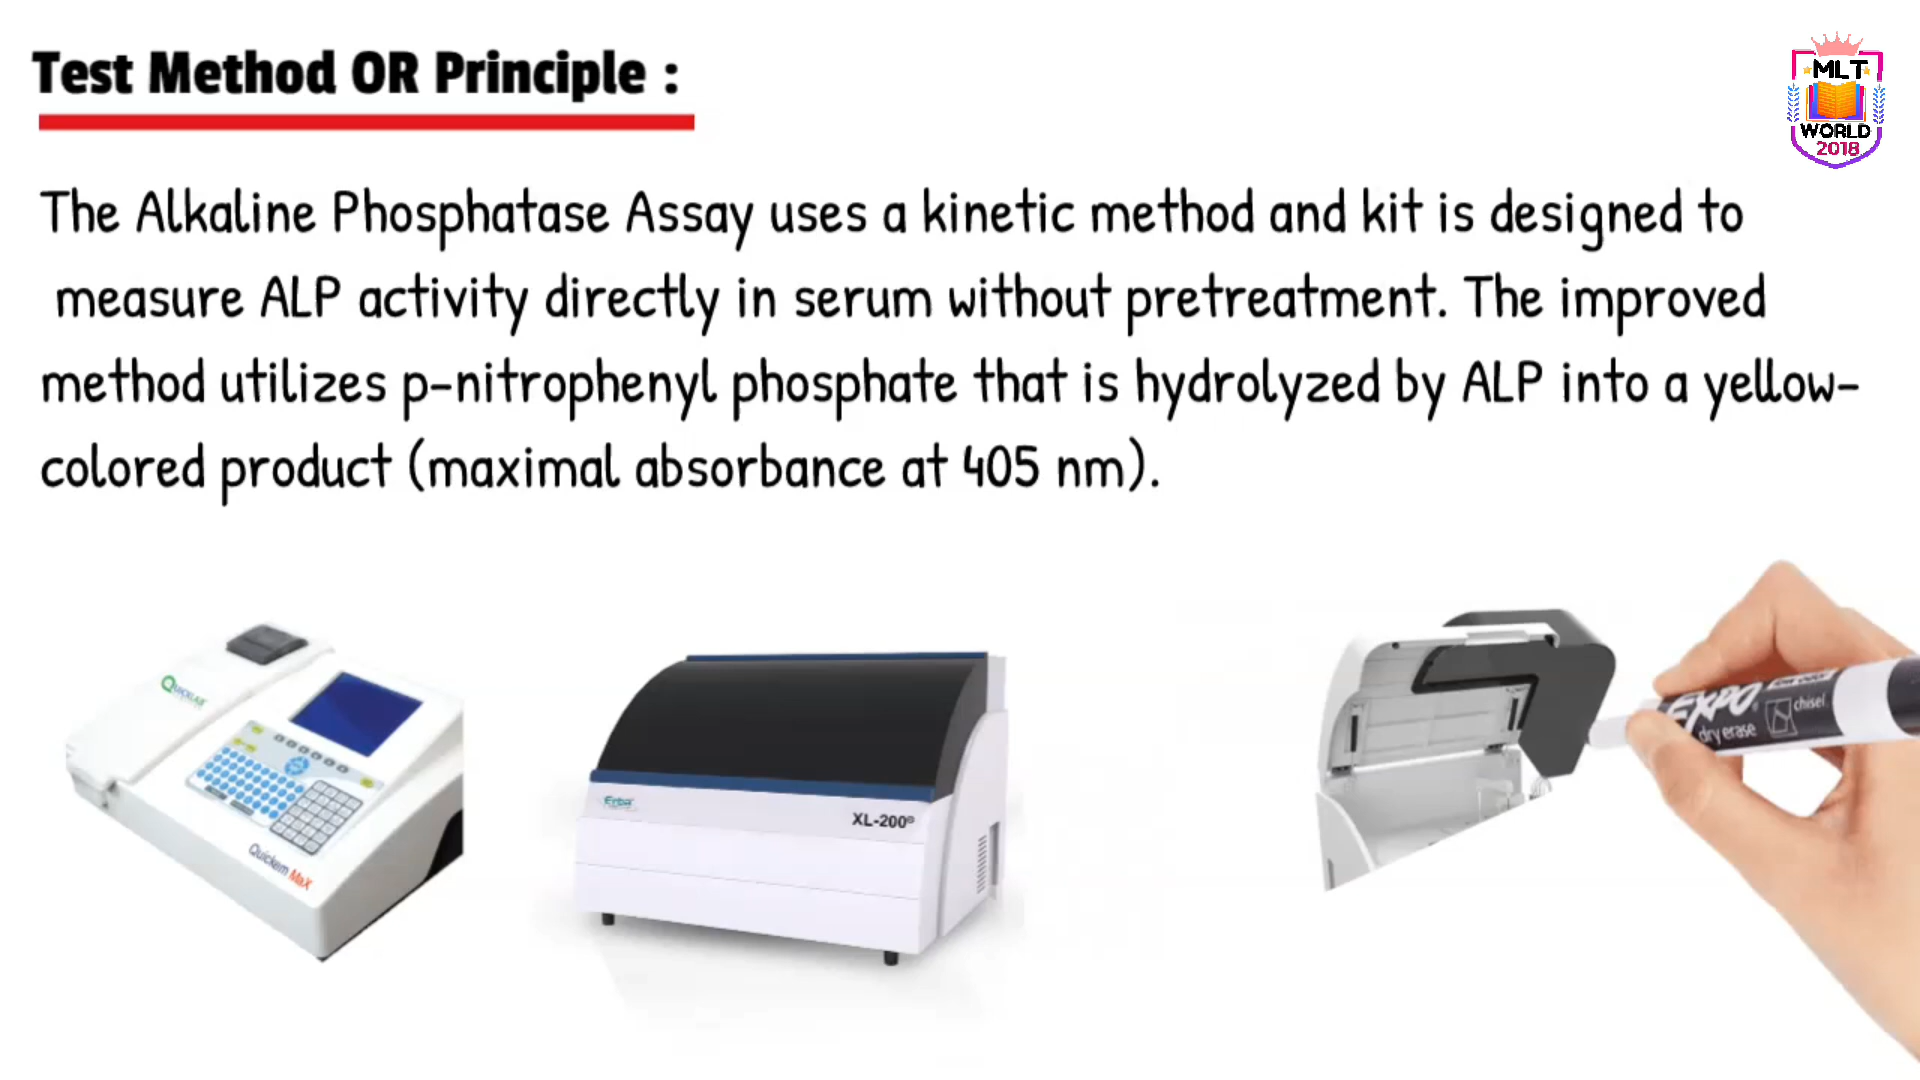 Test Method OR Principle :
MLT
WORLD
2018
The Alkaline Phosphatase Assay uses a kinetic method and kit is designed to
measure ALP activity directly in serum without pretreatment. The improved
method utilizes p-nitrophenyl phosphate that is hydrolyzed by ALP into a yellow-
colored product (maximal absorbance at 405 nm).
QUICKLAB
Quickem MaX
Erba
XL-200
EXPO
dry erase
chisel